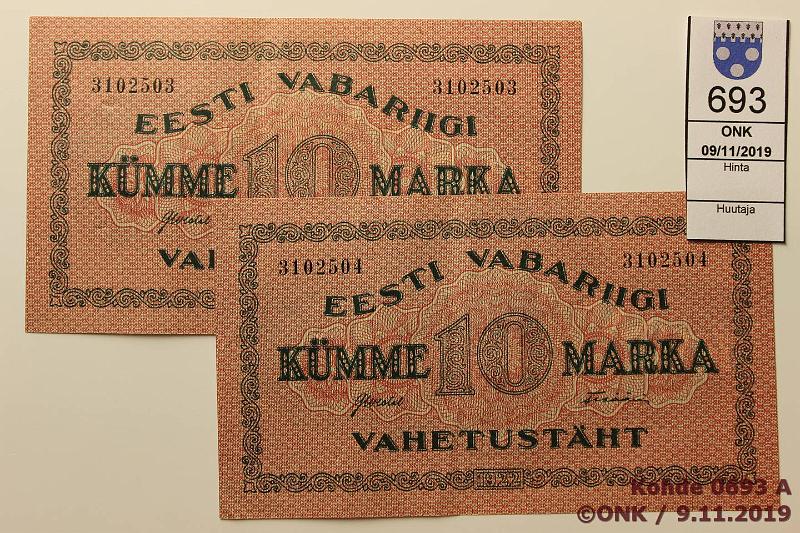 3102503 3102503
EESTI VABARIIGI
KÜMME 10 MARKA
3102504 3102504
EESTI VABARIIGI
KÜMME 10 MARKA
VAHETUSTÄHT
1922
693
ONK
09/11/2019
Hinta
Huutaja
Kohde 0693 A
©ONK / 9.11.2019